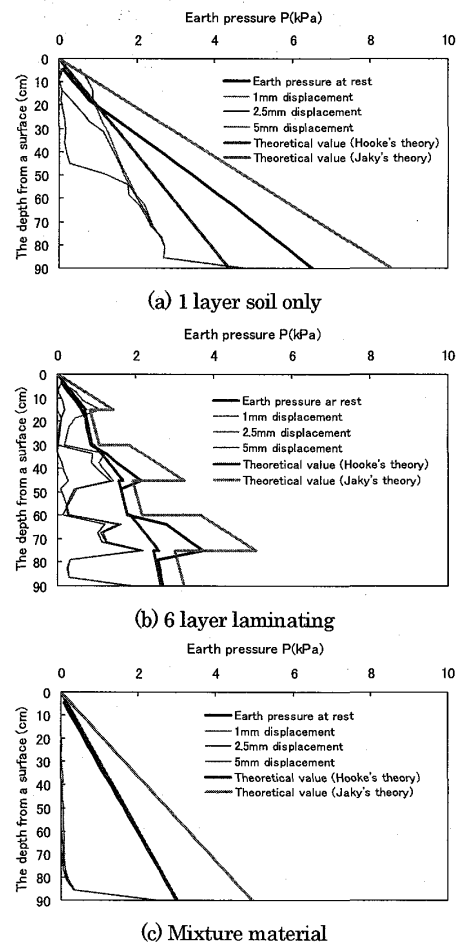 Earth pressure P(kPa)
0 2 4 6 8 10
The depth from a surface (cm)
0
10
20
30
40
50
60
70
80
90
Earth pressure at rest
1mm displacement
2.5mm displacement
5mm displacement
Theoretical value (Hooke's theory)
Theoretical value (Jaky's theory)
(a) 1 layer soil only
Earth pressure P(kPa)
0 2 4 6 8 10
The depth from a surface (cm)
0
10
20
30
40
50
60
70
80
90
Earth pressure ar rest
1mm displacement
2.5mm displacement
5mm displacement
Theoretical value (Hooke's theory)
Theoretical value (Jaky's theory)
(b) 6 layer laminating
Earth pressure P(kPa)
0 2 4 6 8 10
The depth from a surface (cm)
0
10
20
30
40
50
60
70
80
90
Earth pressure at rest
1mm displacement
2.5mm displacement
5mm displacement
Theoretical value (Hooke's theory)
Theoretical value (Jaky's theory)
(c) Mixture material